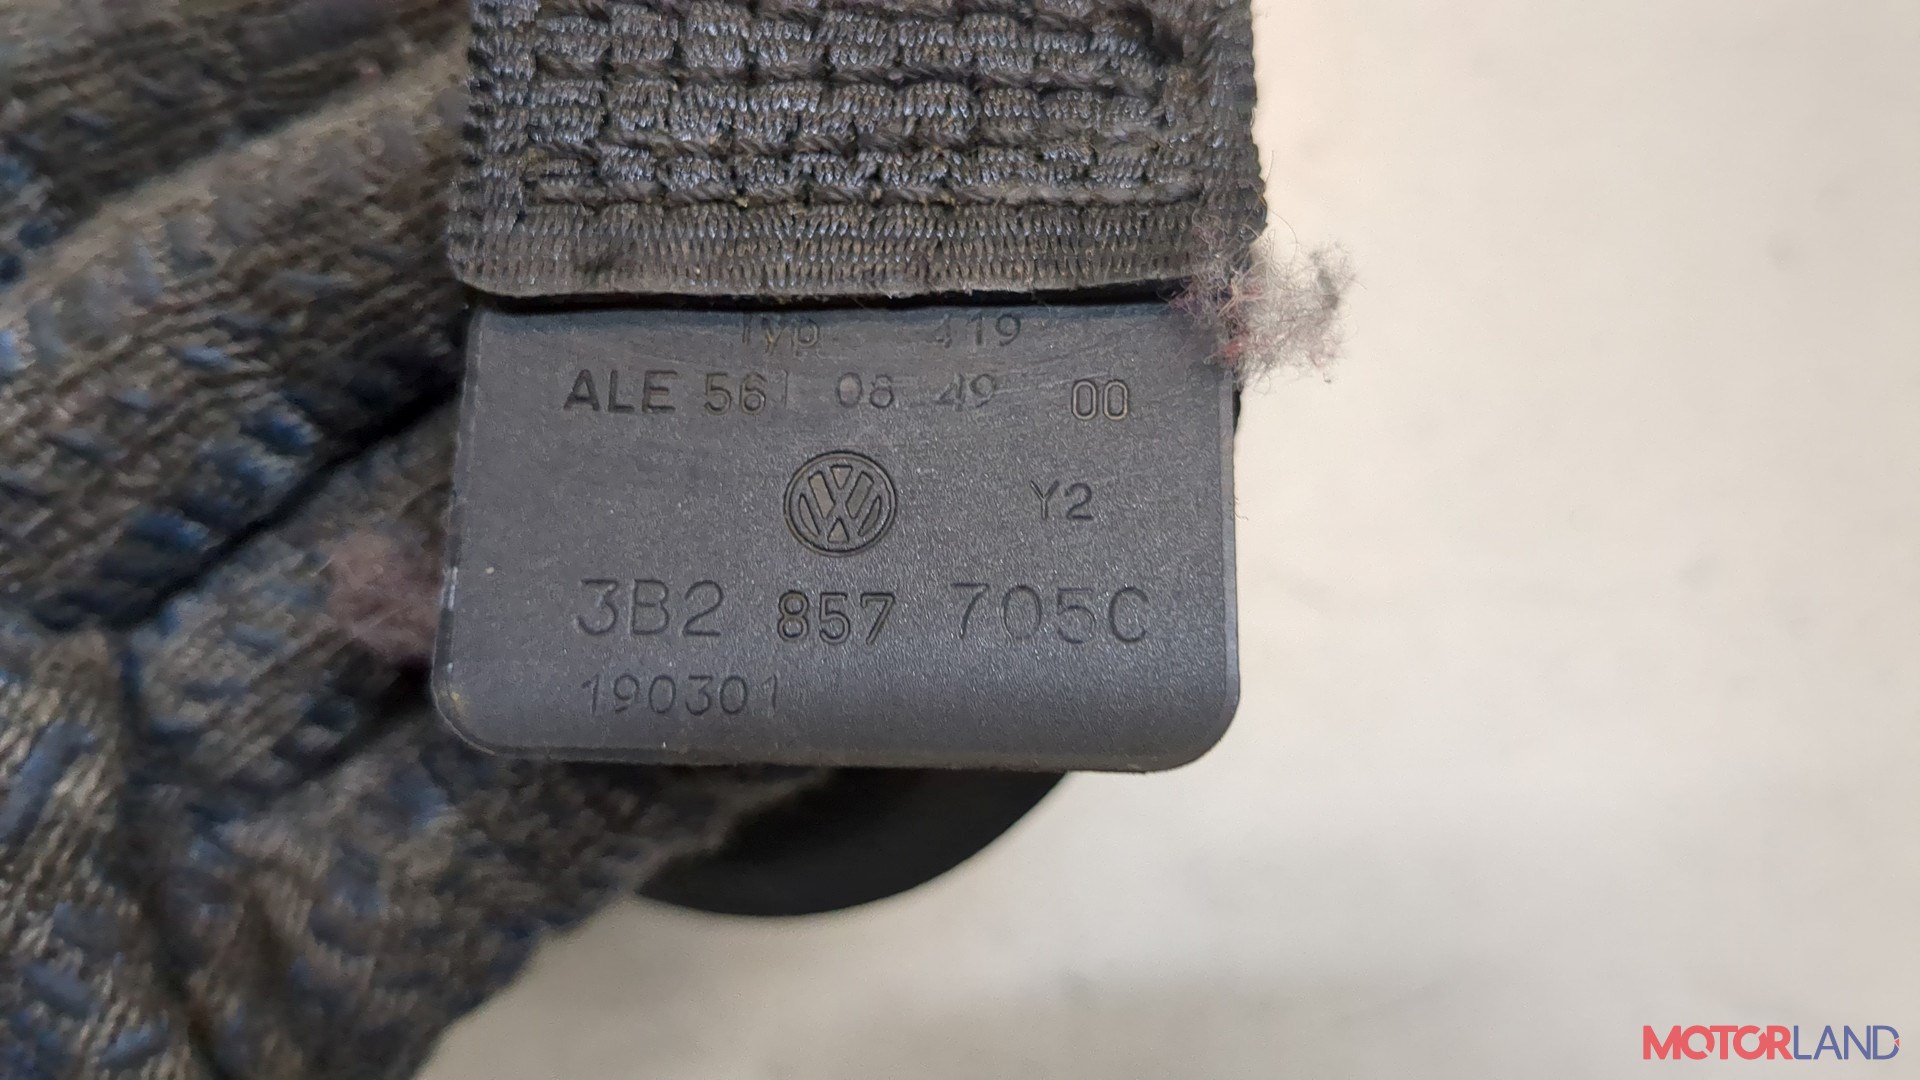 Typ 419
ALE 561 08 49 00
Y2
3B2 857 705C
190301
MOTORLAND